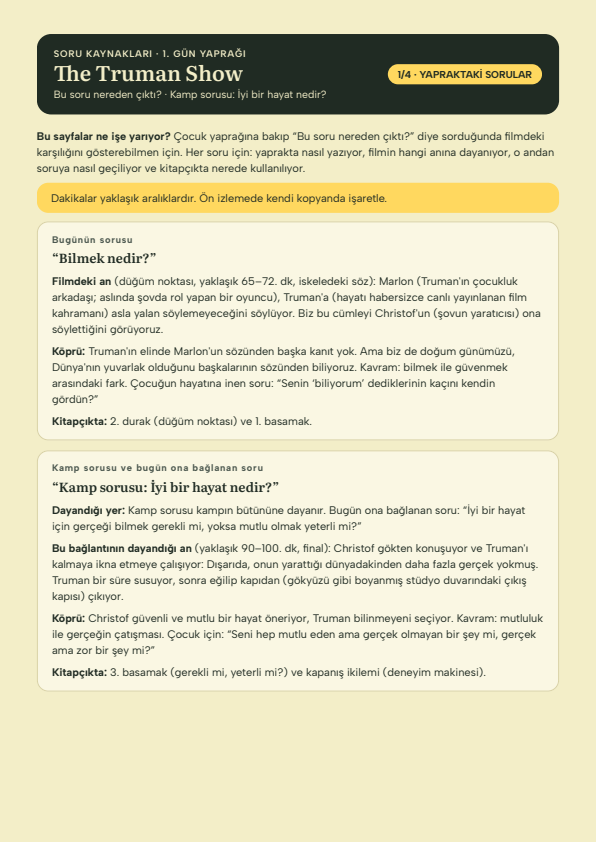 SORU KAYNAKLARI · 1. GÜN YAPRAĞI
The Truman Show
Bu soru nereden çıktı? · Kamp sorusu: İyi bir hayat nedir?
1/4 · YAPRAKTAKİ SORULAR
Bu sayfalar ne işe yarıyor? Çocuk yaprağına bakıp “Bu soru nereden çıktı?” diye sorduğunda filmdeki
karşılığını gösterebilmen için. Her soru için: yaprakta nasıl yazıyor, filmin hangi anına dayanıyor, o andan
soruya nasıl geçiliyor ve kitapçıkta nerede kullanılıyor.
Dakikalar yaklaşık aralıklardır. Ön izlemede kendi kopyanda işaretle.
Bugünün sorusu
“Bilmek nedir?”
Filmdeki an (düğüm noktası, yaklaşık 65–72. dk, iskeledeki söz): Marlon (Truman'ın çocukluk
arkadaşı; aslında şovda rol yapan bir oyuncu), Truman'a (hayatı habersizce canlı yayınlanan film
kahramanı) asla yalan söylemeyeceğini söylüyor. Biz bu cümleyi Christof'un (şovun yaratıcısı) ona
söylettiğini görüyoruz.
Köprü: Truman'ın elinde Marlon'un sözünden başka kanıt yok. Ama biz de doğum günümüzü,
Dünya'nın yuvarlak olduğunu başkalarının sözünden biliyoruz. Kavram: bilmek ile güvenmek
arasındaki fark. Çocuğun hayatına inen soru: “Senin ‘biliyorum’ dediklerinin kaçını kendin
gördün?”
Kitapçıkta: 2. durak (düğüm noktası) ve 1. basamak.
Kamp sorusu ve bugün ona bağlanan soru
“Kamp sorusu: İyi bir hayat nedir?”
Dayandığı yer: Kamp sorusu kampın bütününe dayanır. Bugün ona bağlanan soru: “İyi bir hayat
için gerçeği bilmek gerekli mi, yoksa mutlu olmak yeterli mi?”
Bu bağlantının dayandığı an (yaklaşık 90–100. dk, final): Christof gökten konuşuyor ve Truman'ı
kalmaya ikna etmeye çalışıyor: Dışarıda, onun yarattığı dünyadakinden daha fazla gerçek yokmuş.
Truman bir süre susuyor, sonra eğilip kapıdan (gökyüzü gibi boyanmış stüdyo duvarındaki çıkış
kapısı) çıkıyor.
Köprü: Christof güvenli ve mutlu bir hayat öneriyor, Truman bilinmeyeni seçiyor. Kavram: mutluluk
ile gerçeğin çatışması. Çocuk için: “Seni hep mutlu eden ama gerçek olmayan bir şey mi, gerçek
ama zor bir şey mi?”
Kitapçıkta: 3. basamak (gerekli mi, yeterli mi?) ve kapanış ikilemi (deneyim makinesi).